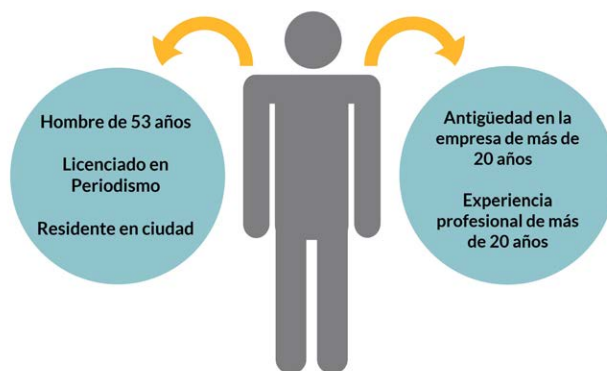 Hombre de 53 años
Licenciado en
Periodismo
Residente en ciudad
Antigüedad en la
empresa de más de
20 años
Experiencia
profesional de más
de 20 años